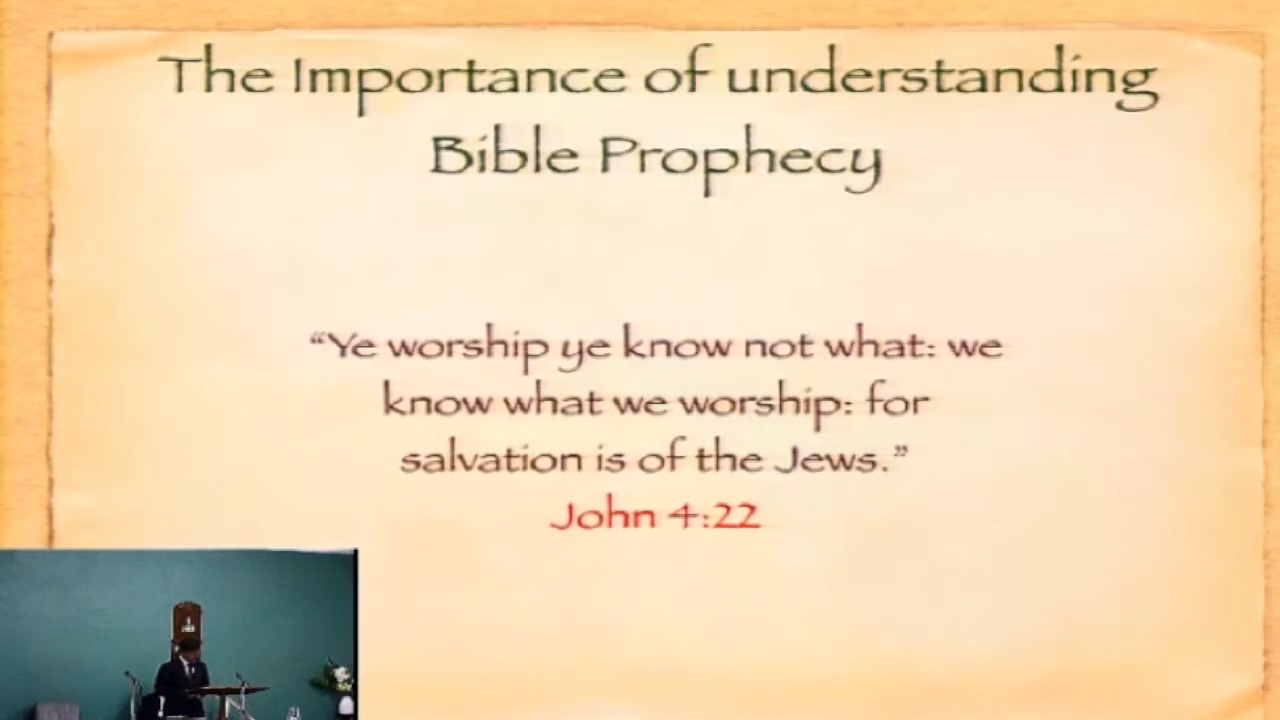 The Importance of understanding
Bible Prophecy
“Ye worship ye know not what: we
know what we worship: for
salvation is of the Jews.”
John 4:22